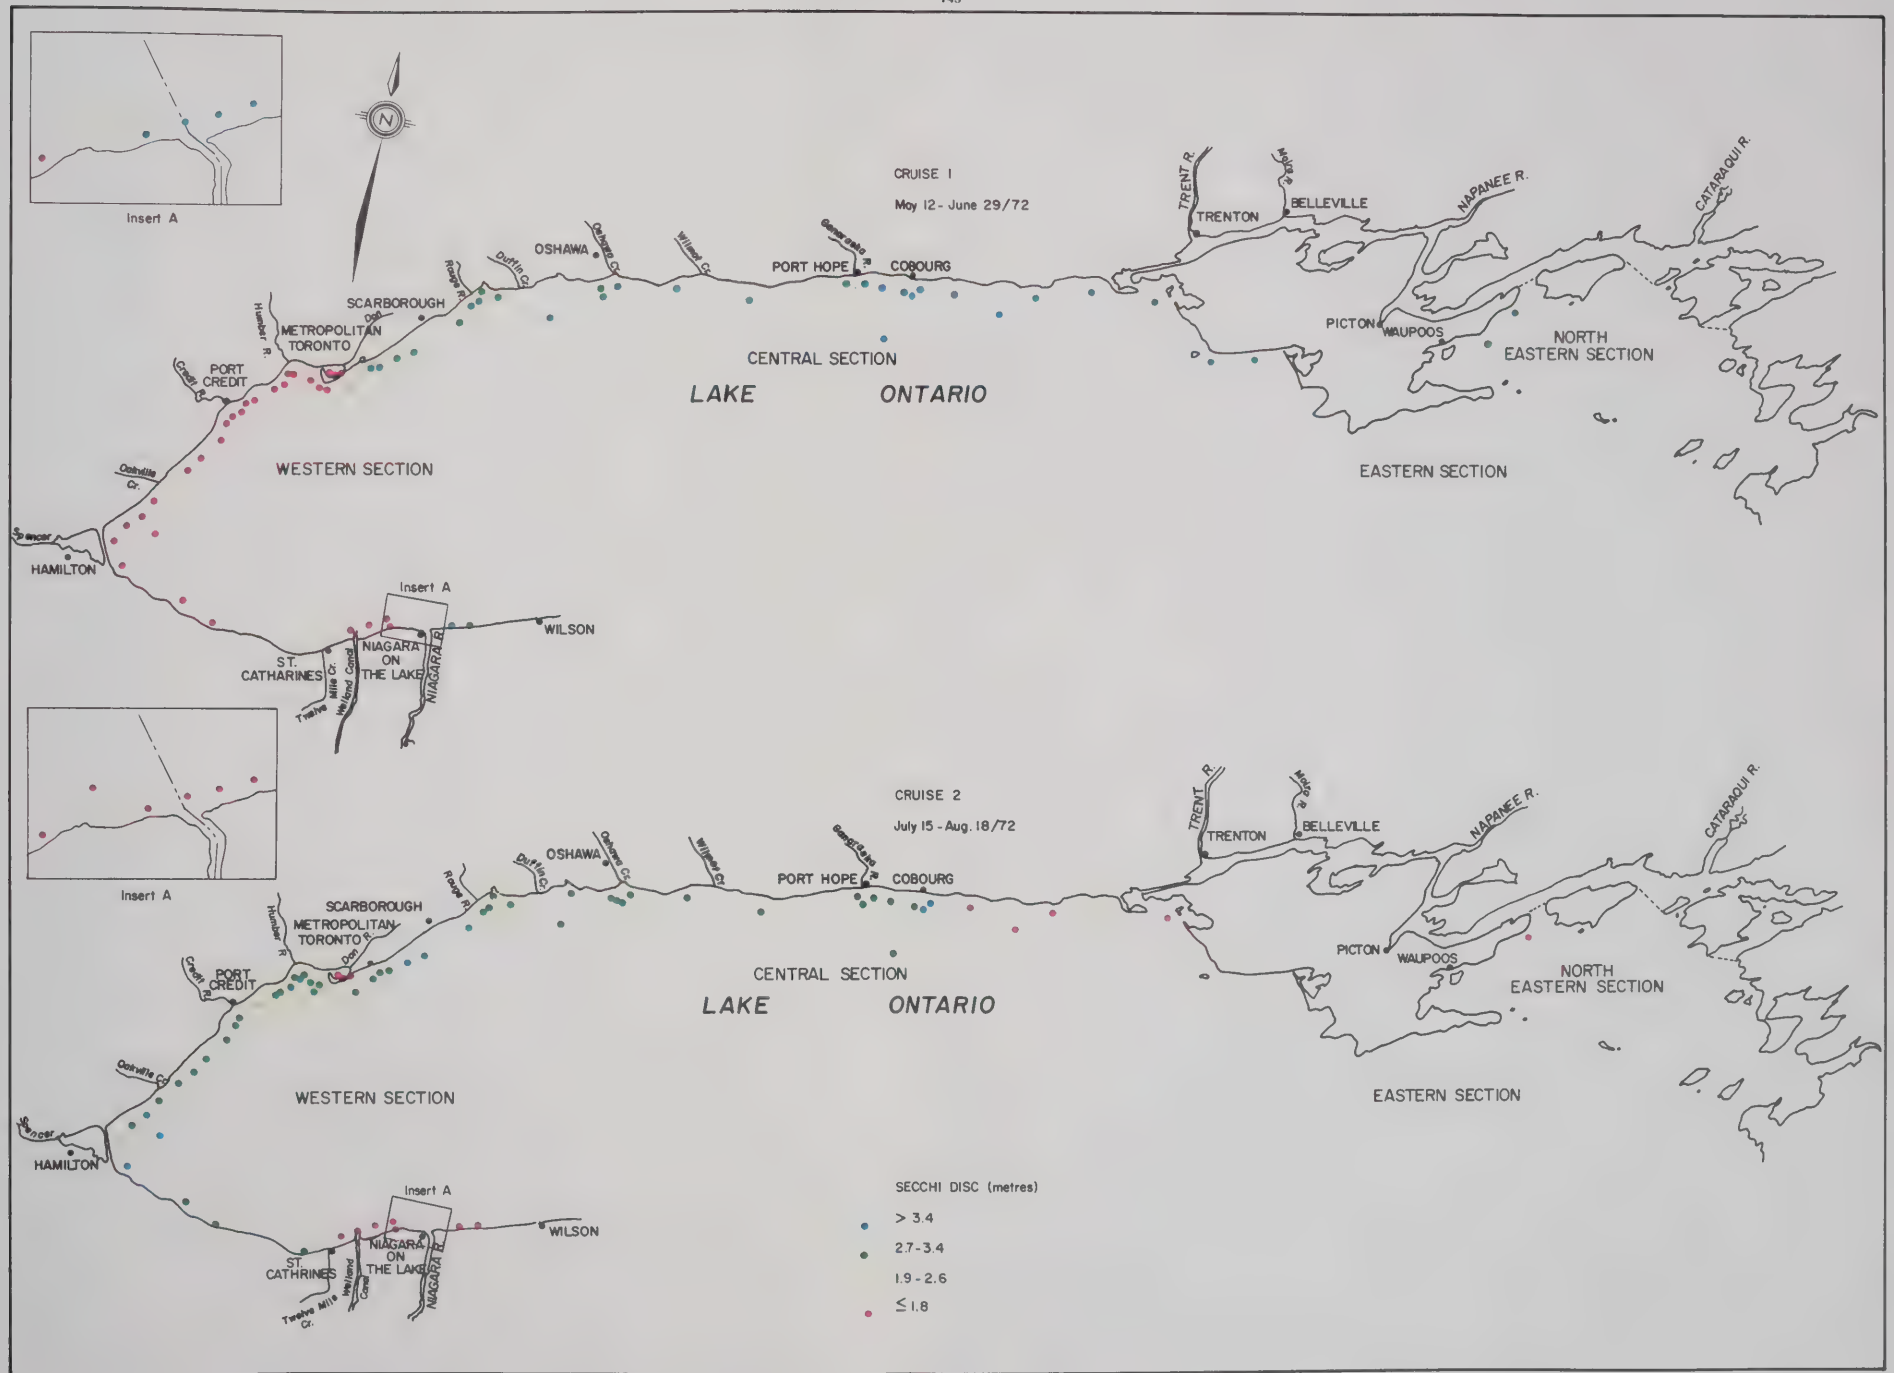 Insert A
N
CRUISE 1
May 12 - June 29/72
TRENT R.
Moira R.
NAPANEE R.
CATARAQUI R.
TRENTON
BELLEVILLE
OSHAWA
Oshawa Cr.
Wilmot Cr.
Ganaraska R.
PORT HOPE
COBOURG
Duffin Cr.
Rouge R.
SCARBOROUGH
Don
Humber R.
METROPOLITAN
TORONTO
PORT
CREDIT
Credit R.
PICTON
WAUPOOS
NORTH
EASTERN SECTION
CENTRAL SECTION
LAKE ONTARIO
WESTERN SECTION
EASTERN SECTION
Oakville
Cr.
Spencer
HAMILTON
Insert A
WILSON
NIAGARA
ON
THE LAKE
NIAGARA R.
ST.
CATHARINES
Twelve Mile Cr.
Welland Canal
Insert A
CRUISE 2
July 15 - Aug. 18/72
TRENT R.
Moira R.
NAPANEE R.
CATARAQUI R.
TRENTON
BELLEVILLE
OSHAWA
Oshawa Cr.
Wilmot Cr.
PORT HOPE
COBOURG
Duffin Cr.
Rouge R.
SCARBOROUGH
METROPOLITAN
TORONTO
Don R.
Humber R.
PORT
CREDIT
Credit R.
PICTON
WAUPOOS
NORTH
EASTERN SECTION
CENTRAL SECTION
LAKE ONTARIO
WESTERN SECTION
EASTERN SECTION
Oakville Cr.
Spencer
HAMILTON
Insert A
WILSON
NIAGARA
ON
THE LAKE
NIAGARA R.
ST.
CATHRINES
Twelve Mile
Cr.
Welland
Canal
SECCHI DISC (metres)
> 3.4
2.7-3.4
1.9-2.6
≤ 1.8